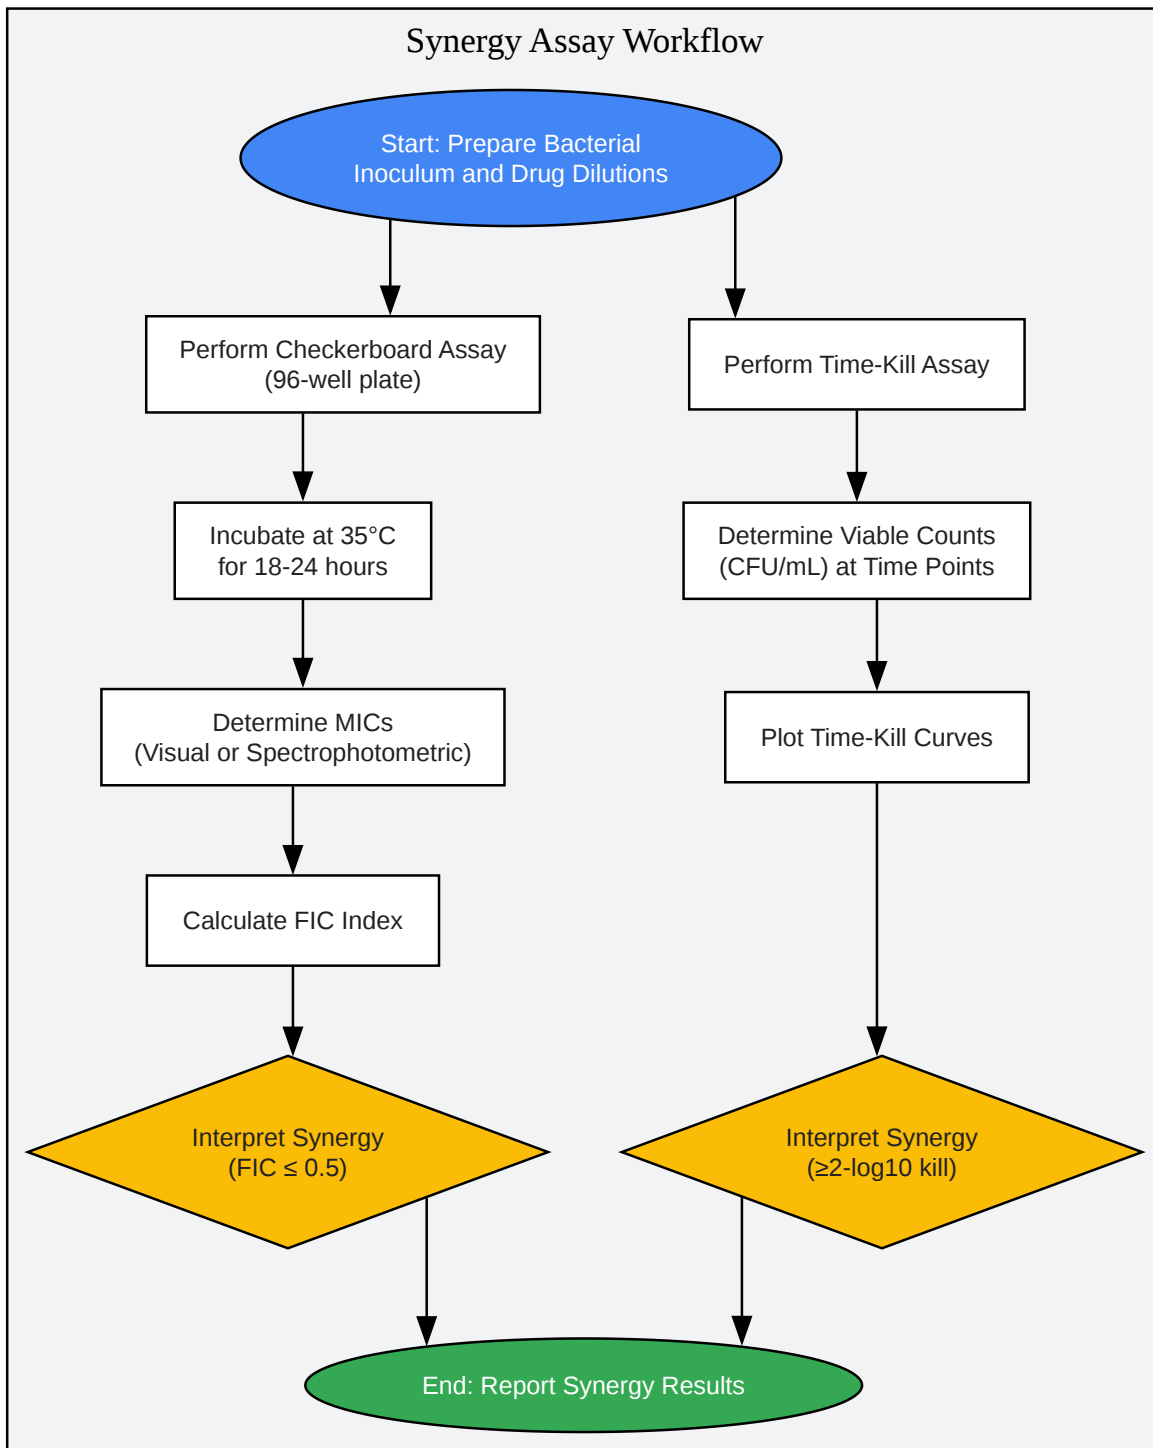 Synergy Assay Workflow
Start: Prepare Bacterial
Inoculum and Drug Dilutions
Perform Checkerboard Assay
(96-well plate)
Incubate at 35°C
for 18-24 hours
Determine MICs
(Visual or Spectrophotometric)
Calculate FIC Index
Interpret Synergy
(FIC ≤ 0.5)
Perform Time-Kill Assay
Determine Viable Counts
(CFU/mL) at Time Points
Plot Time-Kill Curves
Interpret Synergy
(≥2-log10 kill)
End: Report Synergy Results